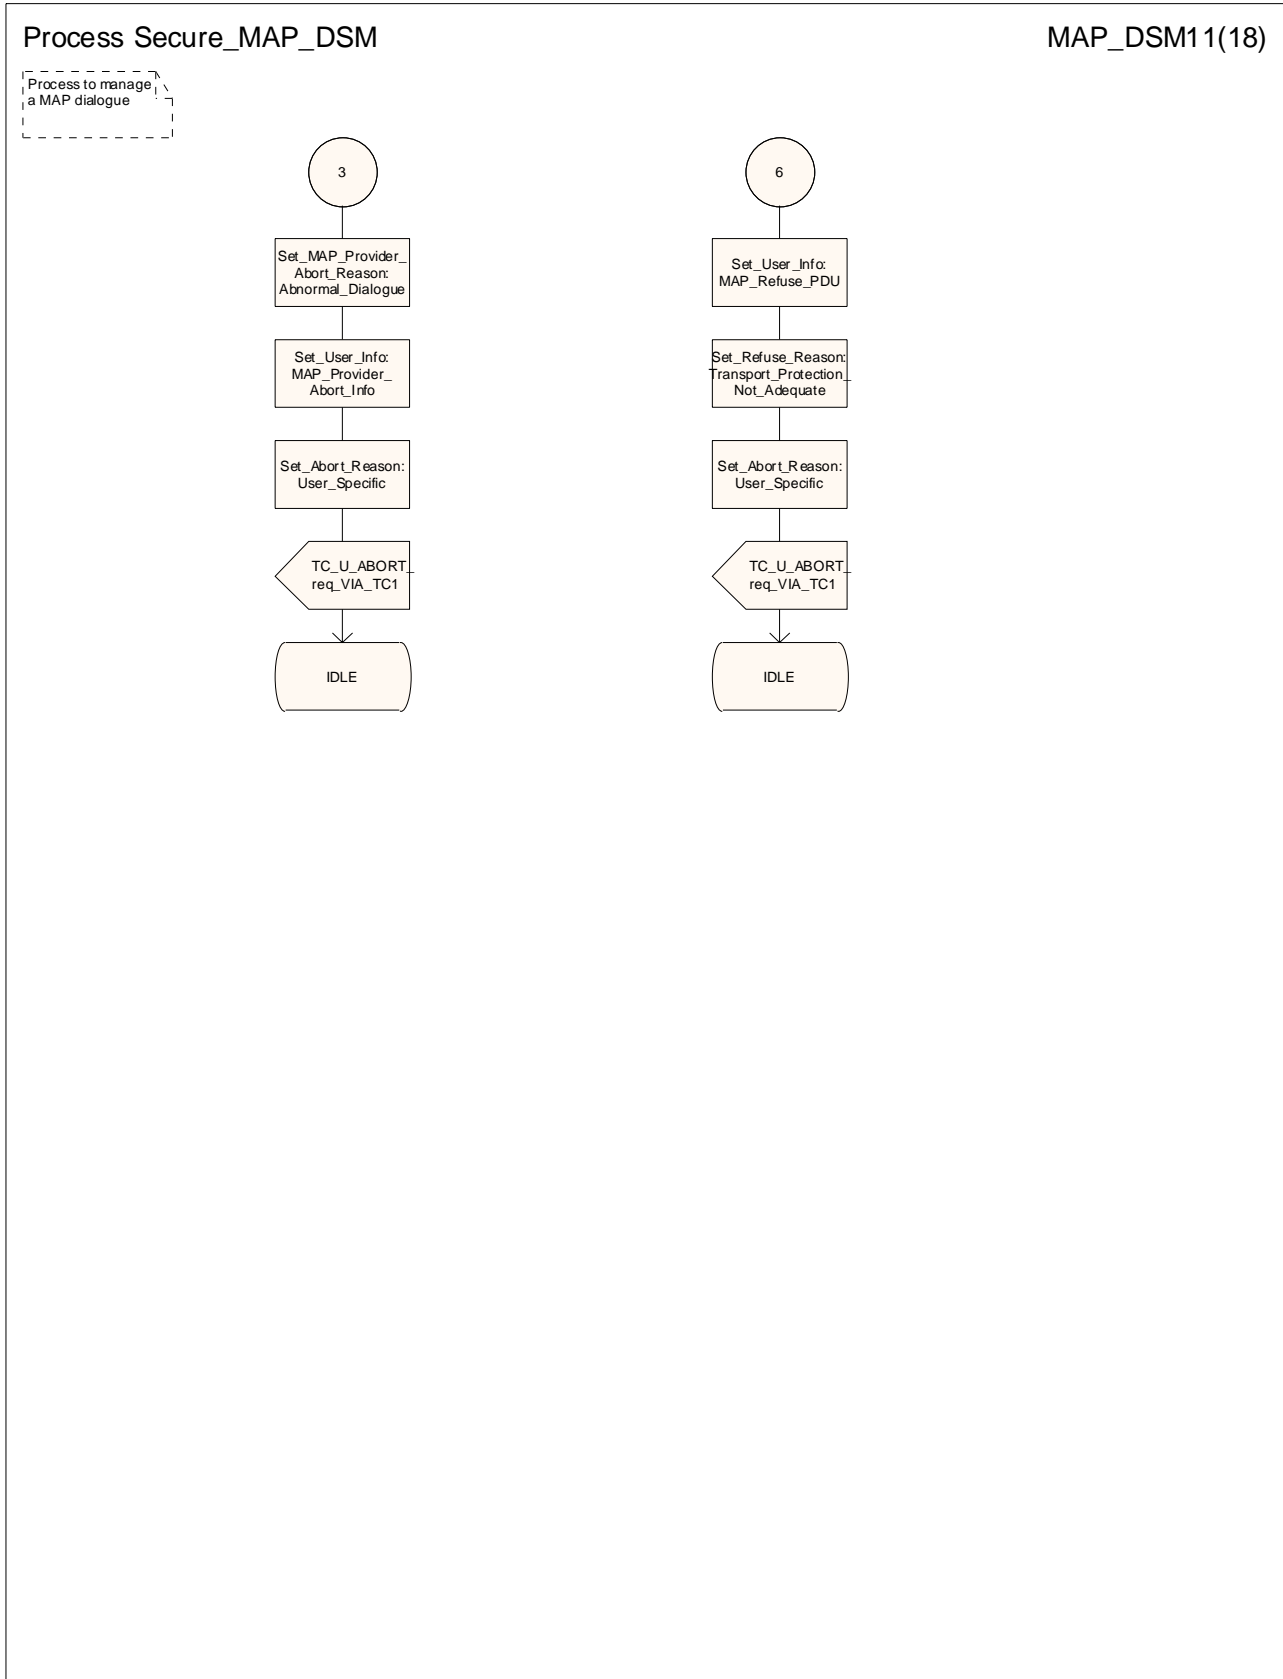 Process Secure_MAP_DSM
MAP_DSM11(18)
Process to manage
a MAP dialogue
3
Set_MAP_Provider_
Abort_Reason:
Abnormal_Dialogue
Set_User_Info:
MAP_Provider_
Abort_Info
Set_Abort_Reason:
User_Specific
TC_U_ABORT_
req_VIA_TC1
IDLE
6
Set_User_Info:
MAP_Refuse_PDU
Set_Refuse_Reason:
Transport_Protection_
Not_Adequate
Set_Abort_Reason:
User_Specific
TC_U_ABORT_
req_VIA_TC1
IDLE